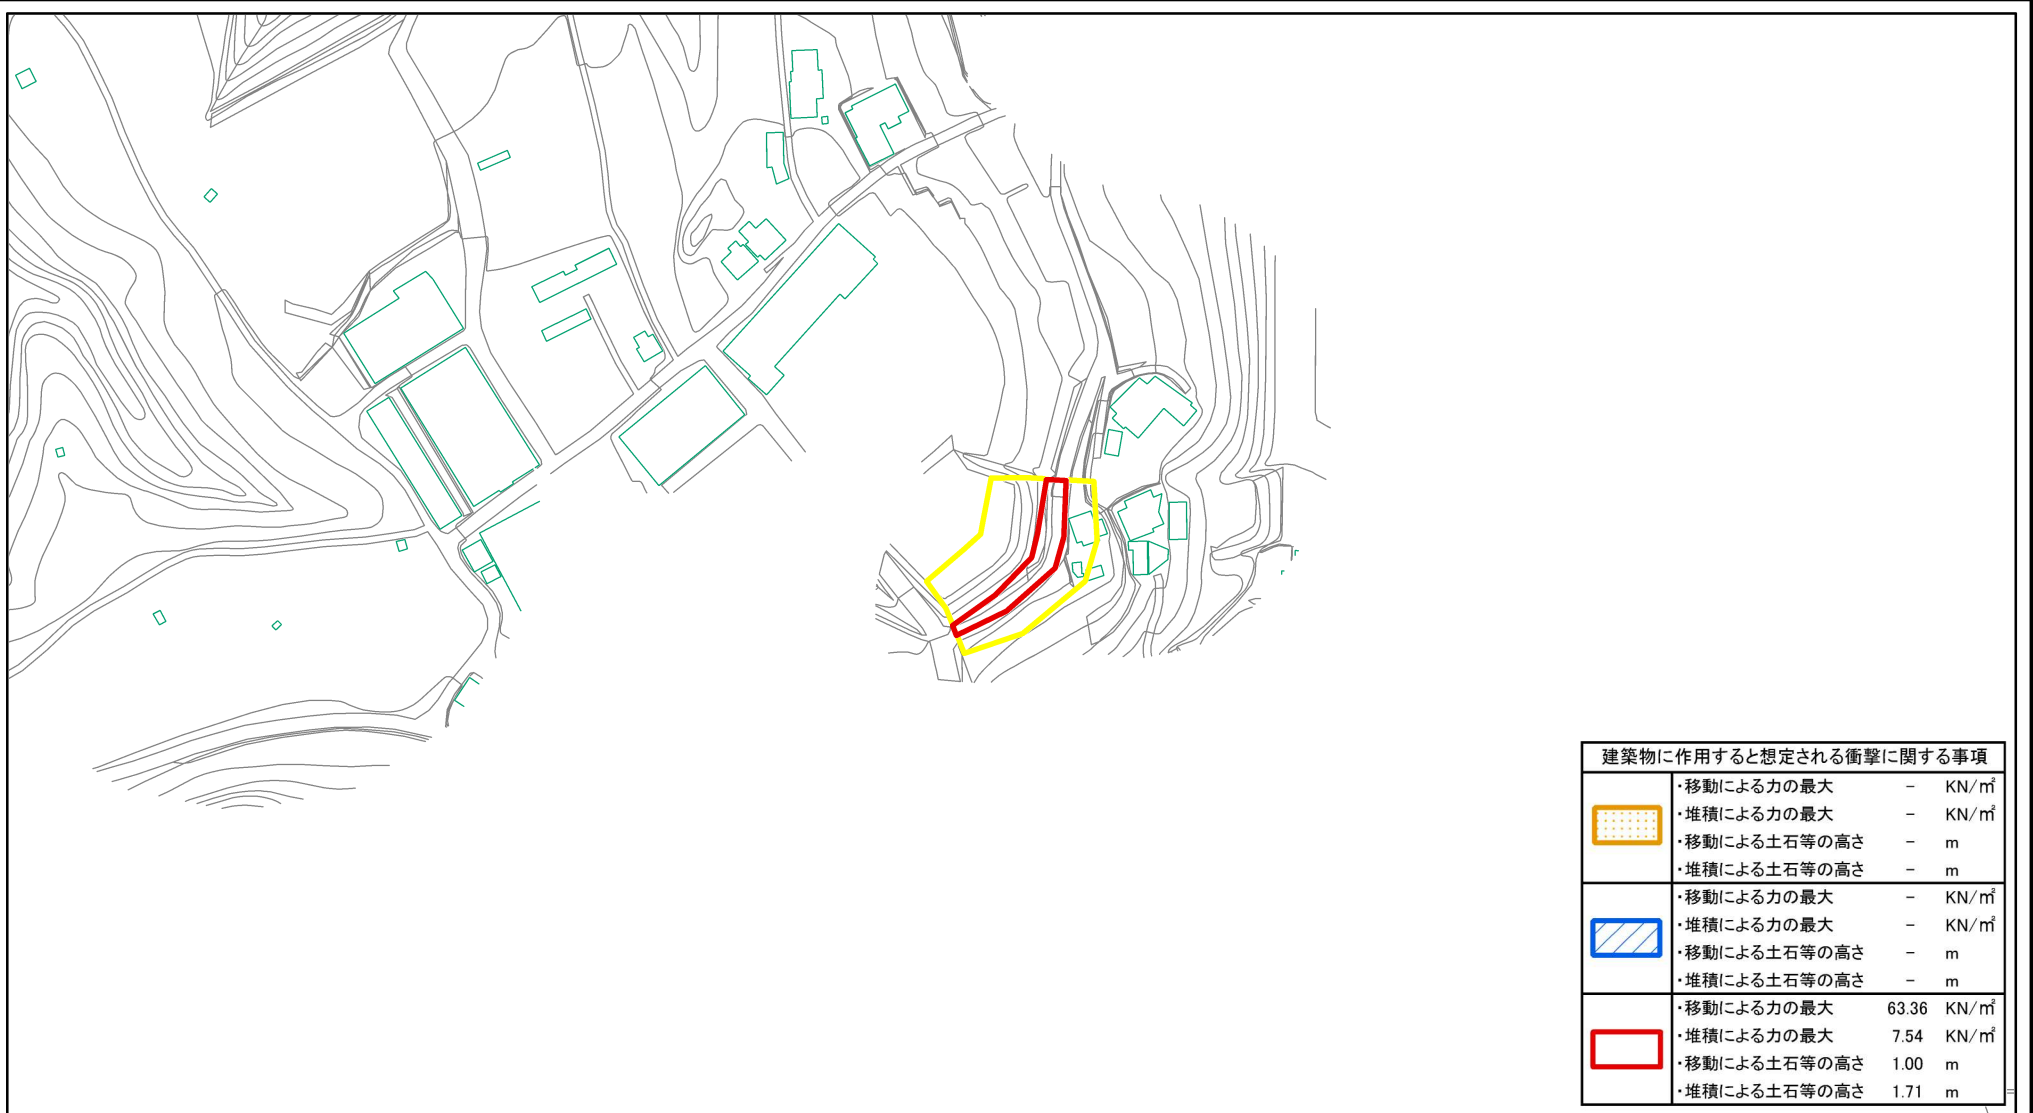 建築物に作用すると想定される衝撃に関する事項
・移動による力の最大 － KN/㎡
・堆積による力の最大 － KN/㎡
・移動による土石等の高さ － m
・堆積による土石等の高さ － m
・移動による力の最大 － KN/㎡
・堆積による力の最大 － KN/㎡
・移動による土石等の高さ － m
・堆積による土石等の高さ － m
・移動による力の最大 63.36 KN/㎡
・堆積による力の最大 7.54 KN/㎡
・移動による土石等の高さ 1.00 m
・堆積による土石等の高さ 1.71 m